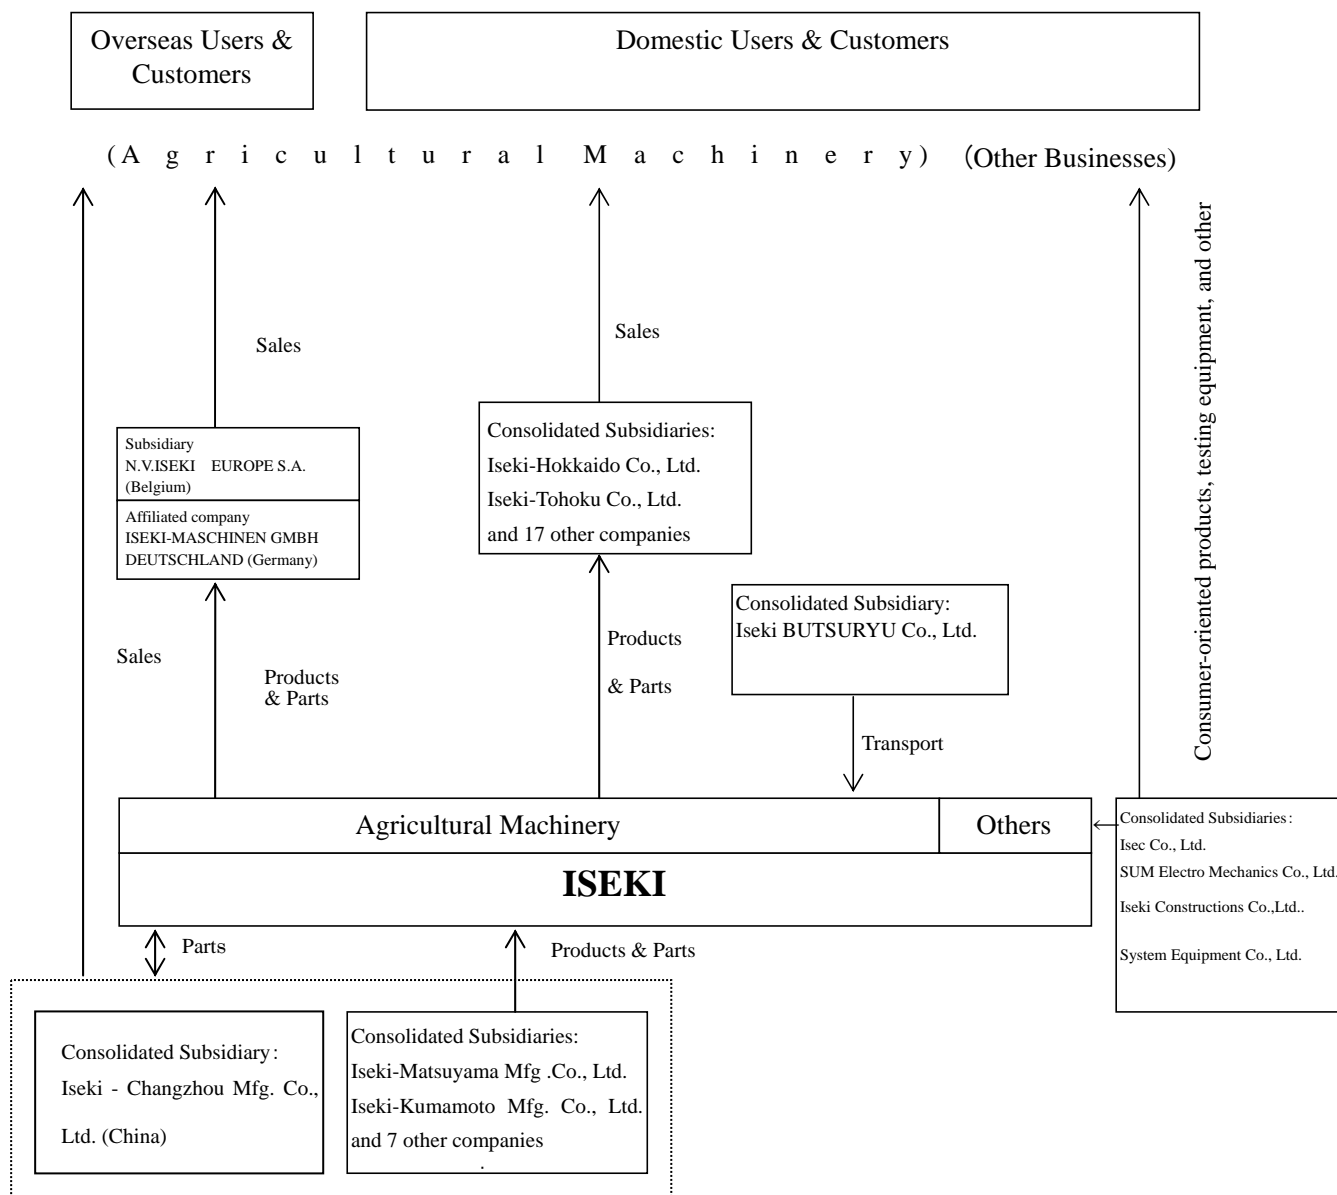 Overseas Users &
Customers
Domestic Users & Customers
(Agricultural Machinery) (Other Businesses)
Consumer-oriented products, testing equipment, and other
Sales
Sales
Subsidiary
N.V.ISEKI EUROPE S.A.
(Belgium)
Affiliated company
ISEKI-MASCHINEN GMBH
DEUTSCHLAND (Germany)
Consolidated Subsidiaries:
Iseki-Hokkaido Co., Ltd.
Iseki-Tohoku Co., Ltd.
and 17 other companies
Consolidated Subsidiary:
Iseki BUTSURYU Co., Ltd.
Sales
Products
& Parts
Products
& Parts
Transport
Agricultural Machinery
Others
ISEKI
Consolidated Subsidiaries:
Isec Co., Ltd.
SUM Electro Mechanics Co., Ltd.
Iseki Constructions Co.,Ltd..
System Equipment Co., Ltd.
Parts
Products & Parts
Consolidated Subsidiary:
Iseki - Changzhou Mfg. Co.,
Ltd. (China)
Consolidated Subsidiaries:
Iseki-Matsuyama Mfg .Co., Ltd.
Iseki-Kumamoto Mfg. Co., Ltd.
and 7 other companies
.